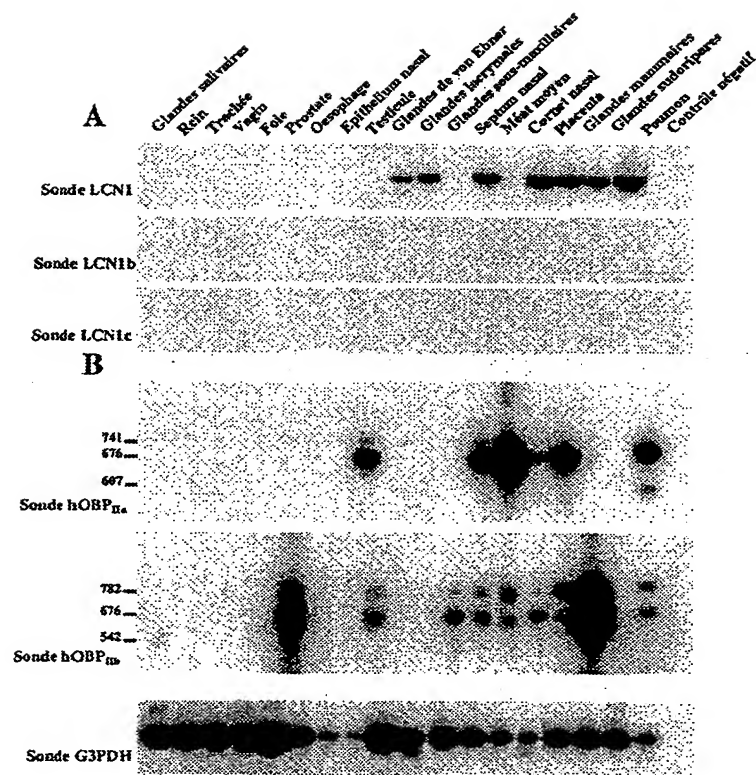 Glandes salivaires
Rein
Trachée
Vagin
Foie
Prostate
Oesophage
Epithelium nasal
Testicule
Glandes de von Ebner
Glandes lacrymales
Glandes sous-maxillaires
Septum nasal
Méat moyen
Cornet nasal
Placenta
Glandes mammaires
Glandes sudoripares
Poumon
Contrôle négatif
A
Sonde LCN1
Sonde LCN1b
Sonde LCN1c
B
741
676
607
Sonde hOBPIIa
782
676
542
Sonde hOBPIIb
Sonde G3PDH